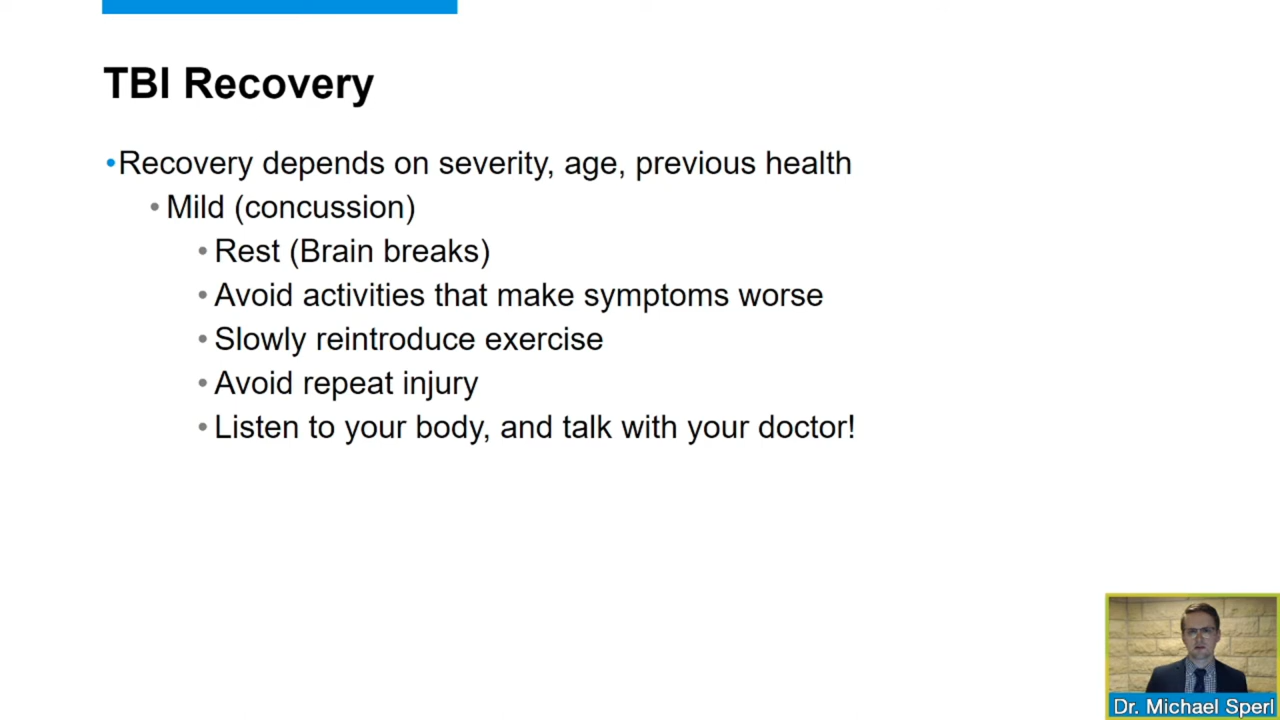 TBI Recovery
•Recovery depends on severity, age, previous health
• Mild (concussion)
• Rest (Brain breaks)
• Avoid activities that make symptoms worse
• Slowly reintroduce exercise
• Avoid repeat injury
• Listen to your body, and talk with your doctor!
Dr. Michael Sperl